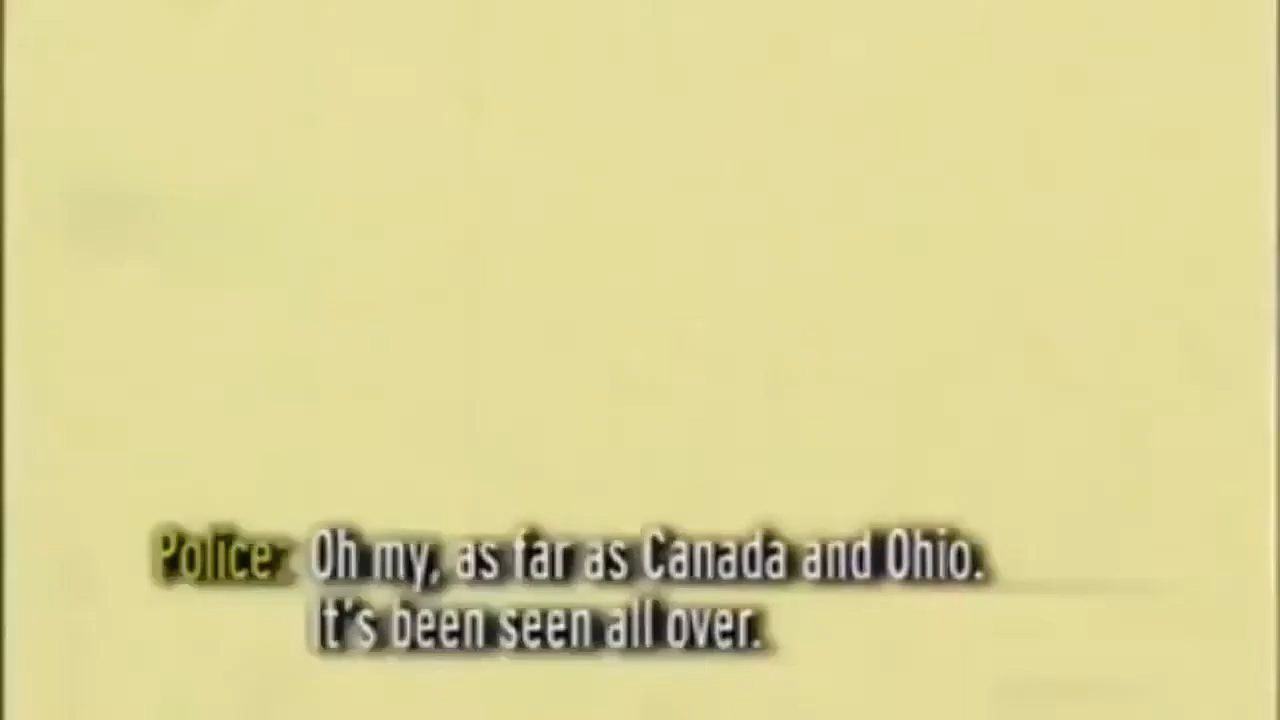 Police: Oh my, as far as Canada and Ohio.
It's been seen all over.